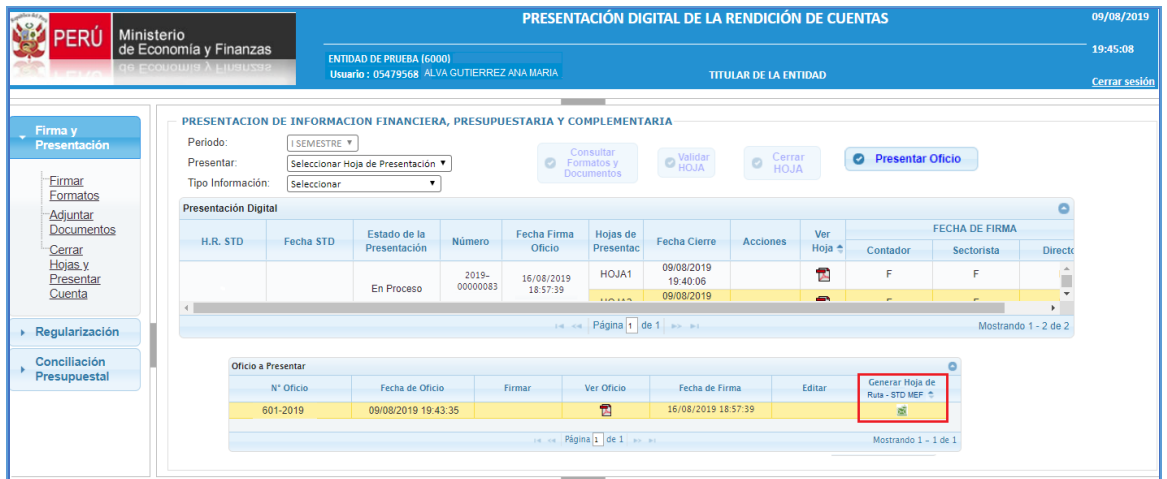 PERÚ
Ministerio
de Economía y Finanzas
PRESENTACIÓN DIGITAL DE LA RENDICIÓN DE CUENTAS
09/08/2019
19:45:08
ENTIDAD DE PRUEBA (6000)
Usuario : 05479568 ALVA GUTIERREZ ANA MARIA
TITULAR DE LA ENTIDAD
Cerrar sesión
Firma y
Presentación
Firmar
Formatos
Adjuntar
Documentos
Cerrar
Hojas y
Presentar
Cuenta
Regularización
Conciliación
Presupuestal
PRESENTACION DE INFORMACION FINANCIERA, PRESUPUESTARIA Y COMPLEMENTARIA
Periodo: I SEMESTRE
Presentar: Seleccionar Hoja de Presentación
Tipo Información: Seleccionar
Consultar
Formatos y
Documentos
Validar
HOJA
Cerrar
HOJA
Presentar Oficio
Presentación Digital
H.R. STD
Fecha STD
Estado de la
Presentación
Número
Fecha Firma
Oficio
Hojas de
Presentac
Fecha Cierre
Acciones
Ver
Hoja
FECHA DE FIRMA
Contador
Sectorista
Directo
En Proceso
2019-
00000083
16/08/2019
18:57:39
HOJA1
09/08/2019
19:40:06
F
F
09/08/2019
Página 1 de 1
Mostrando 1 - 2 de 2
Oficio a Presentar
N° Oficio
Fecha de Oficio
Firmar
Ver Oficio
Fecha de Firma
Editar
Generar Hoja de
Ruta - STD MEF
601-2019
09/08/2019 19:43:35
16/08/2019 18:57:39
Página 1 de 1
Mostrando 1 - 1 de 1